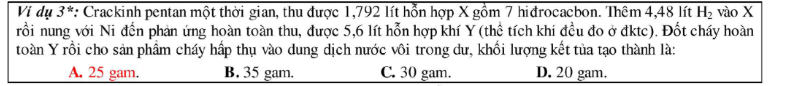 Ví dụ 3*: Crackinh pentan một thời gian, thu được 1,792 lít hỗn hợp X gồm 7 hiđrocacbon. Thêm 4,48 lít H₂ vào X
rồi nung với Ni đến phản ứng hoàn toàn thu, được 5,6 lít hỗn hợp khí Y (thể tích khí đều đo ở đktc). Đốt cháy hoàn
toàn Y rồi cho sản phẩm cháy hấp thụ vào dung dịch nước vôi trong dư, khối lượng kết tủa tạo thành là:
A. 25 gam. B. 35 gam. C. 30 gam. D. 20 gam.